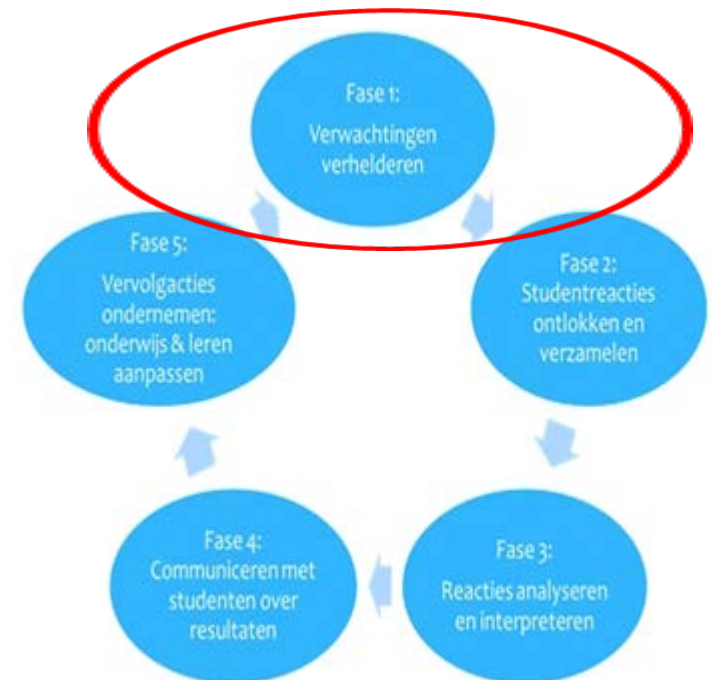 Fase 1:
Verwachtingen
verhelderen
Fase 2:
Studentreacties
ontlokken en
verzamelen
Fase 3:
Reacties analyseren
en interpreteren
Fase 4:
Communiceren met
studenten over
resultaten
Fase 5:
Vervolgacties
ondernemen:
onderwijs & leren
aanpassen